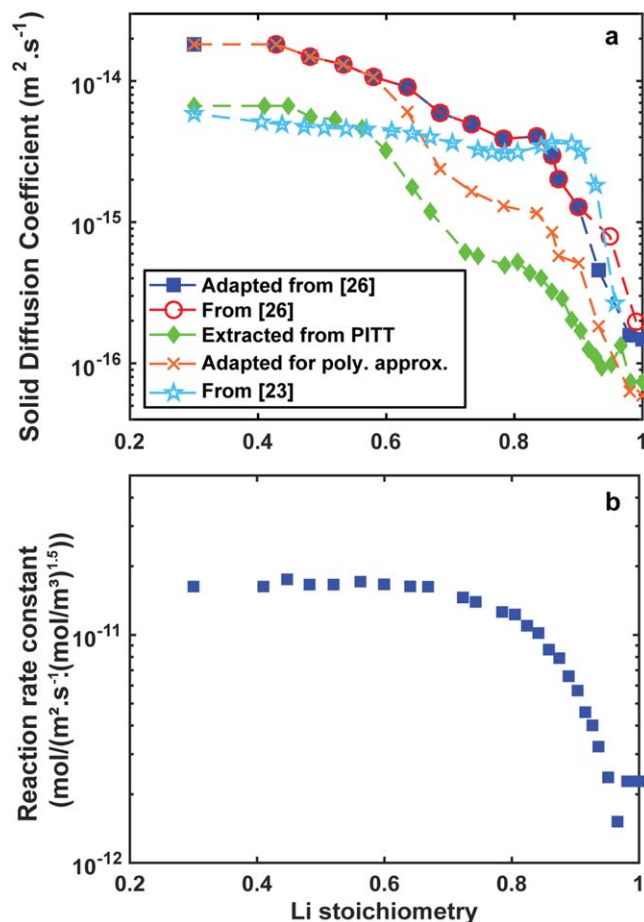 a
Solid Diffusion Coefficient (m².s⁻¹)
10⁻¹⁴
10⁻¹⁵
10⁻¹⁶
Adapted from [26]
From [26]
Extracted from PITT
Adapted for poly. approx.
From [23]
0.2 0.4 0.6 0.8 1
b
Reaction rate constant
(mol/(m².s⁻¹.(mol/m³)¹·⁵))
10⁻¹¹
10⁻¹²
0.2 0.4 0.6 0.8 1
Li stoichiometry